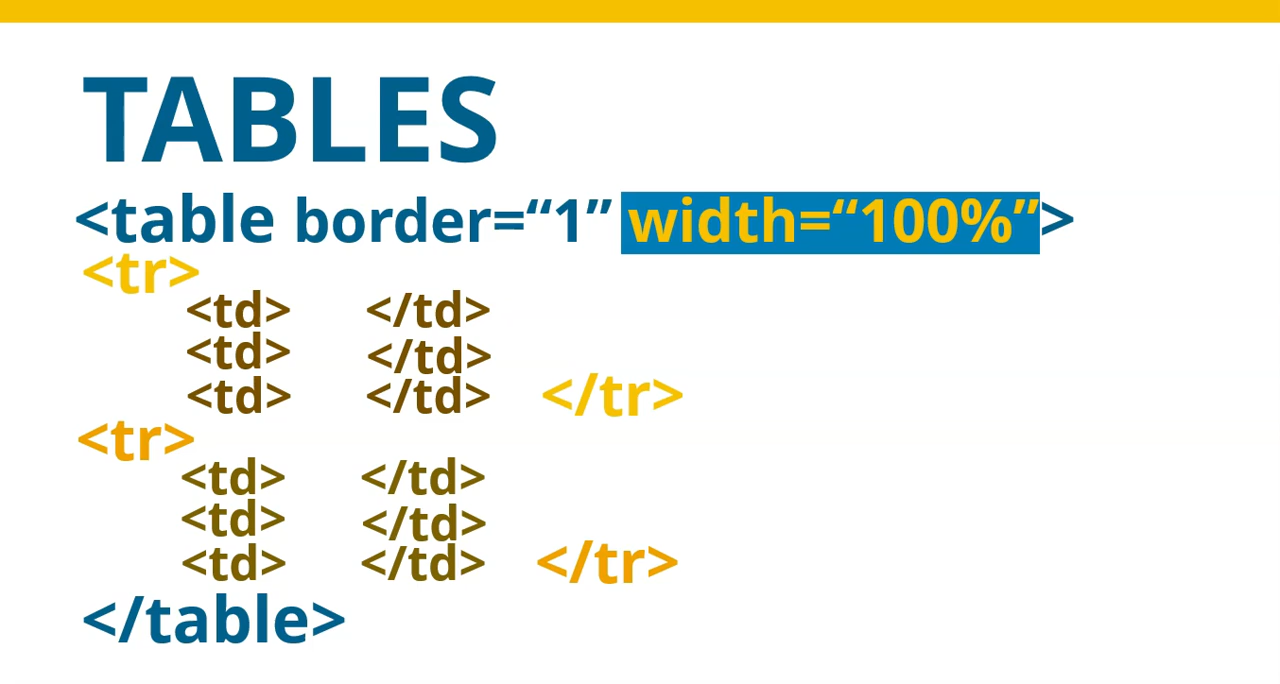 TABLES
<table border=“1” width=“100%”>
<tr>
<td> </td>
<td> </td>
<td> </td> </tr>
<tr>
<td> </td>
<td> </td>
<td> </td> </tr>
</table>